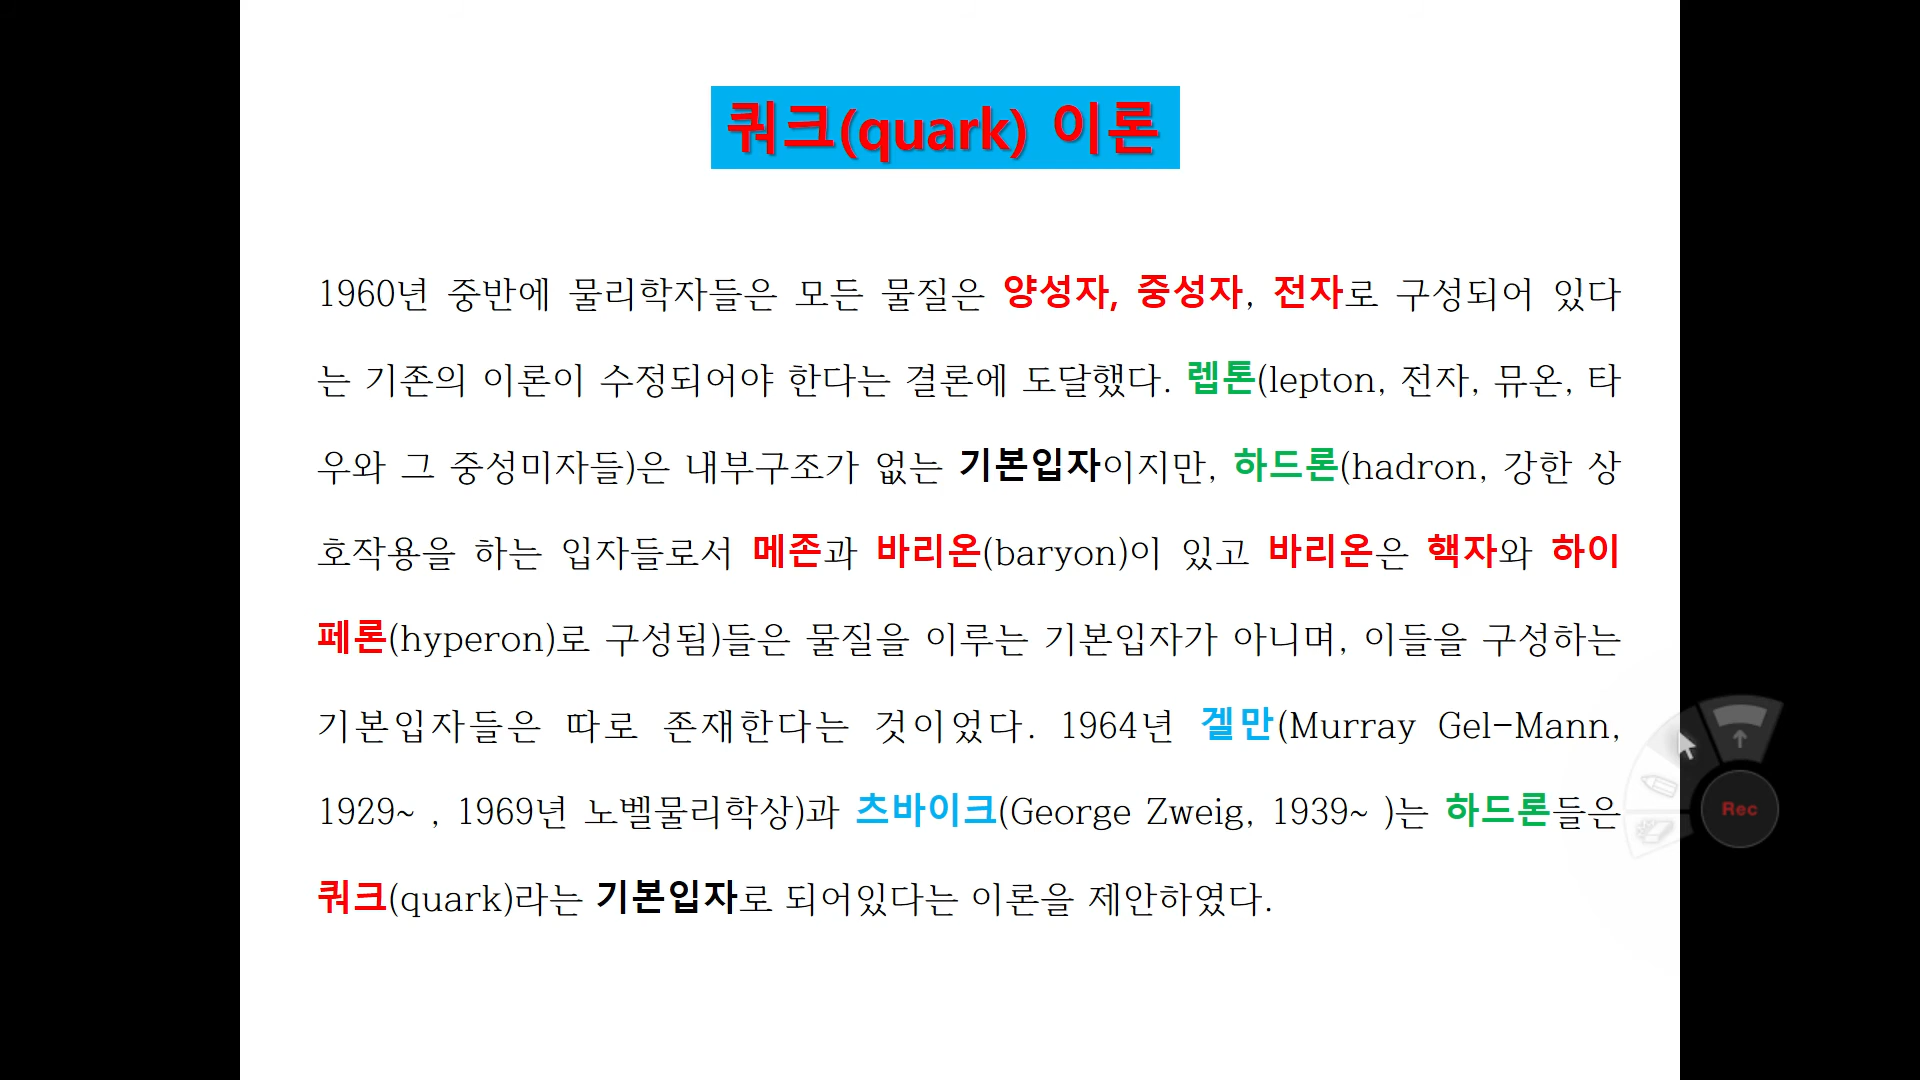 쿼크(quark) 이론
1960년 중반에 물리학자들은 모든 물질은 양성자, 중성자, 전자로 구성되어 있다
는 기존의 이론이 수정되어야 한다는 결론에 도달했다. 렙톤(lepton, 전자, 뮤온, 타
우와 그 중성미자들)은 내부구조가 없는 기본입자이지만, 하드론(hadron, 강한 상
호작용을 하는 입자들로서 메존과 바리온(baryon)이 있고 바리온은 핵자와 하이
페론(hyperon)로 구성됨)들은 물질을 이루는 기본입자가 아니며, 이들을 구성하는
기본입자들은 따로 존재한다는 것이었다. 1964년 겔만(Murray Gel-Mann,
1929~ , 1969년 노벨물리학상)과 츠바이크(George Zweig, 1939~ )는 하드론들은
쿼크(quark)라는 기본입자로 되어있다는 이론을 제안하였다.
Rec